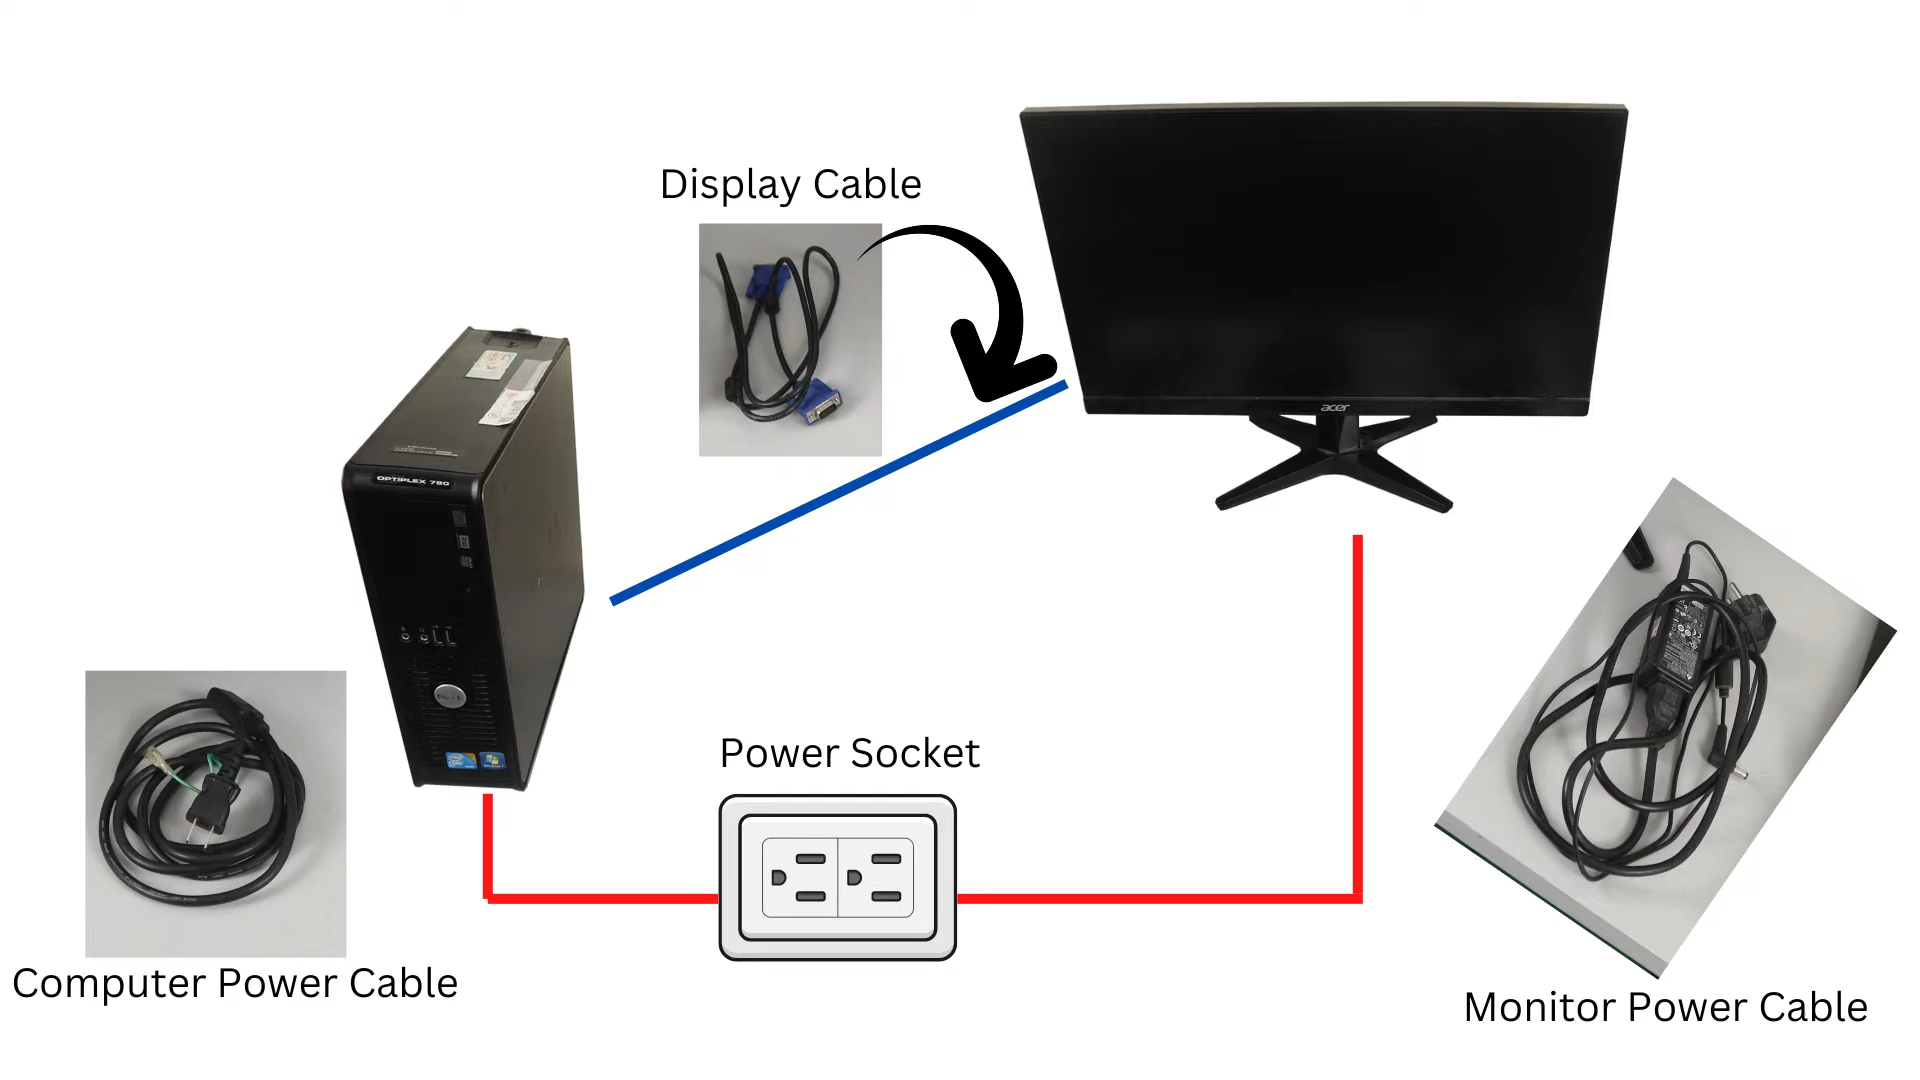 Display Cable
acer
OPTIPLEX 780
Power Socket
Computer Power Cable
Monitor Power Cable